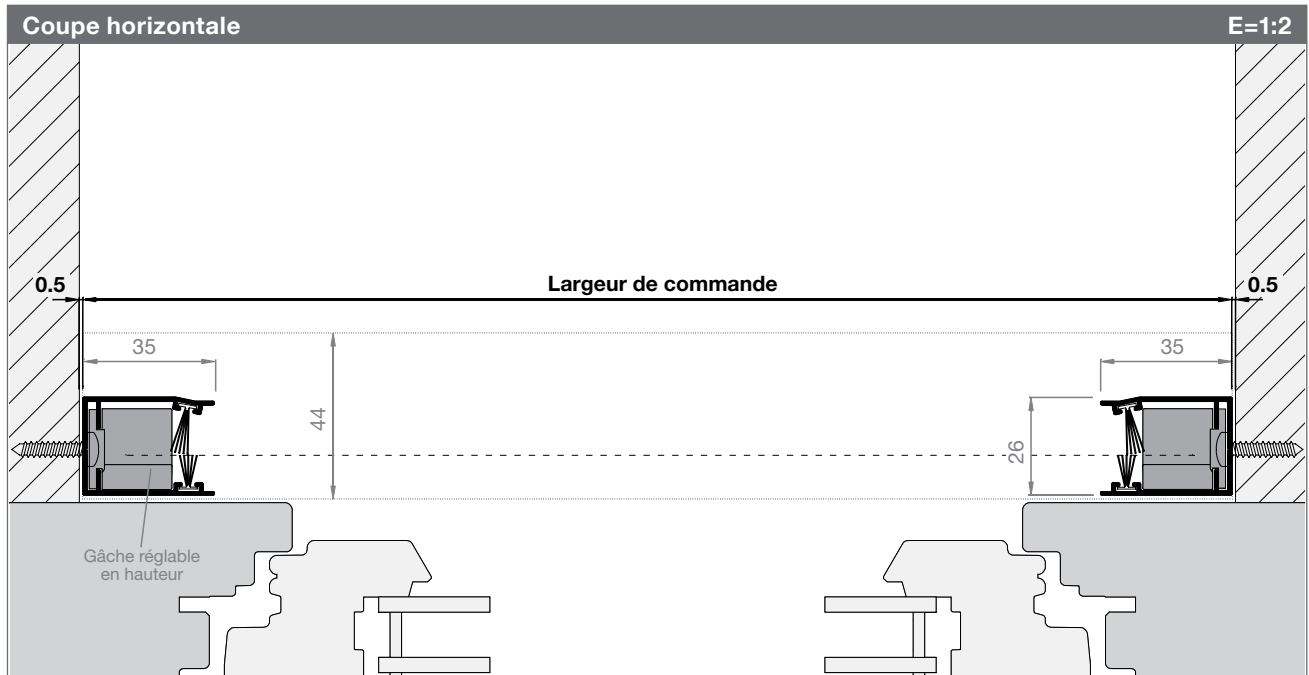 Coupe horizontale E=1:2
0.5 Largeur de commande 0.5
35 35
44
26
Gâche réglable
en hauteur